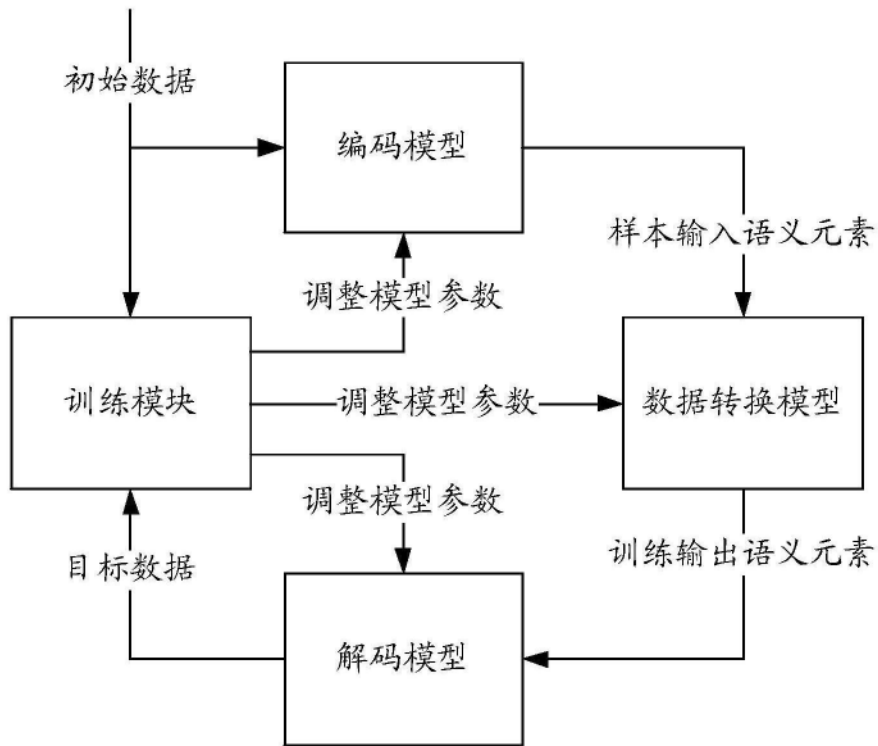 初始数据
编码模型
样本输入语义元素
调整模型参数
训练模块
调整模型参数
数据转换模型
调整模型参数
目标数据
训练输出语义元素
解码模型